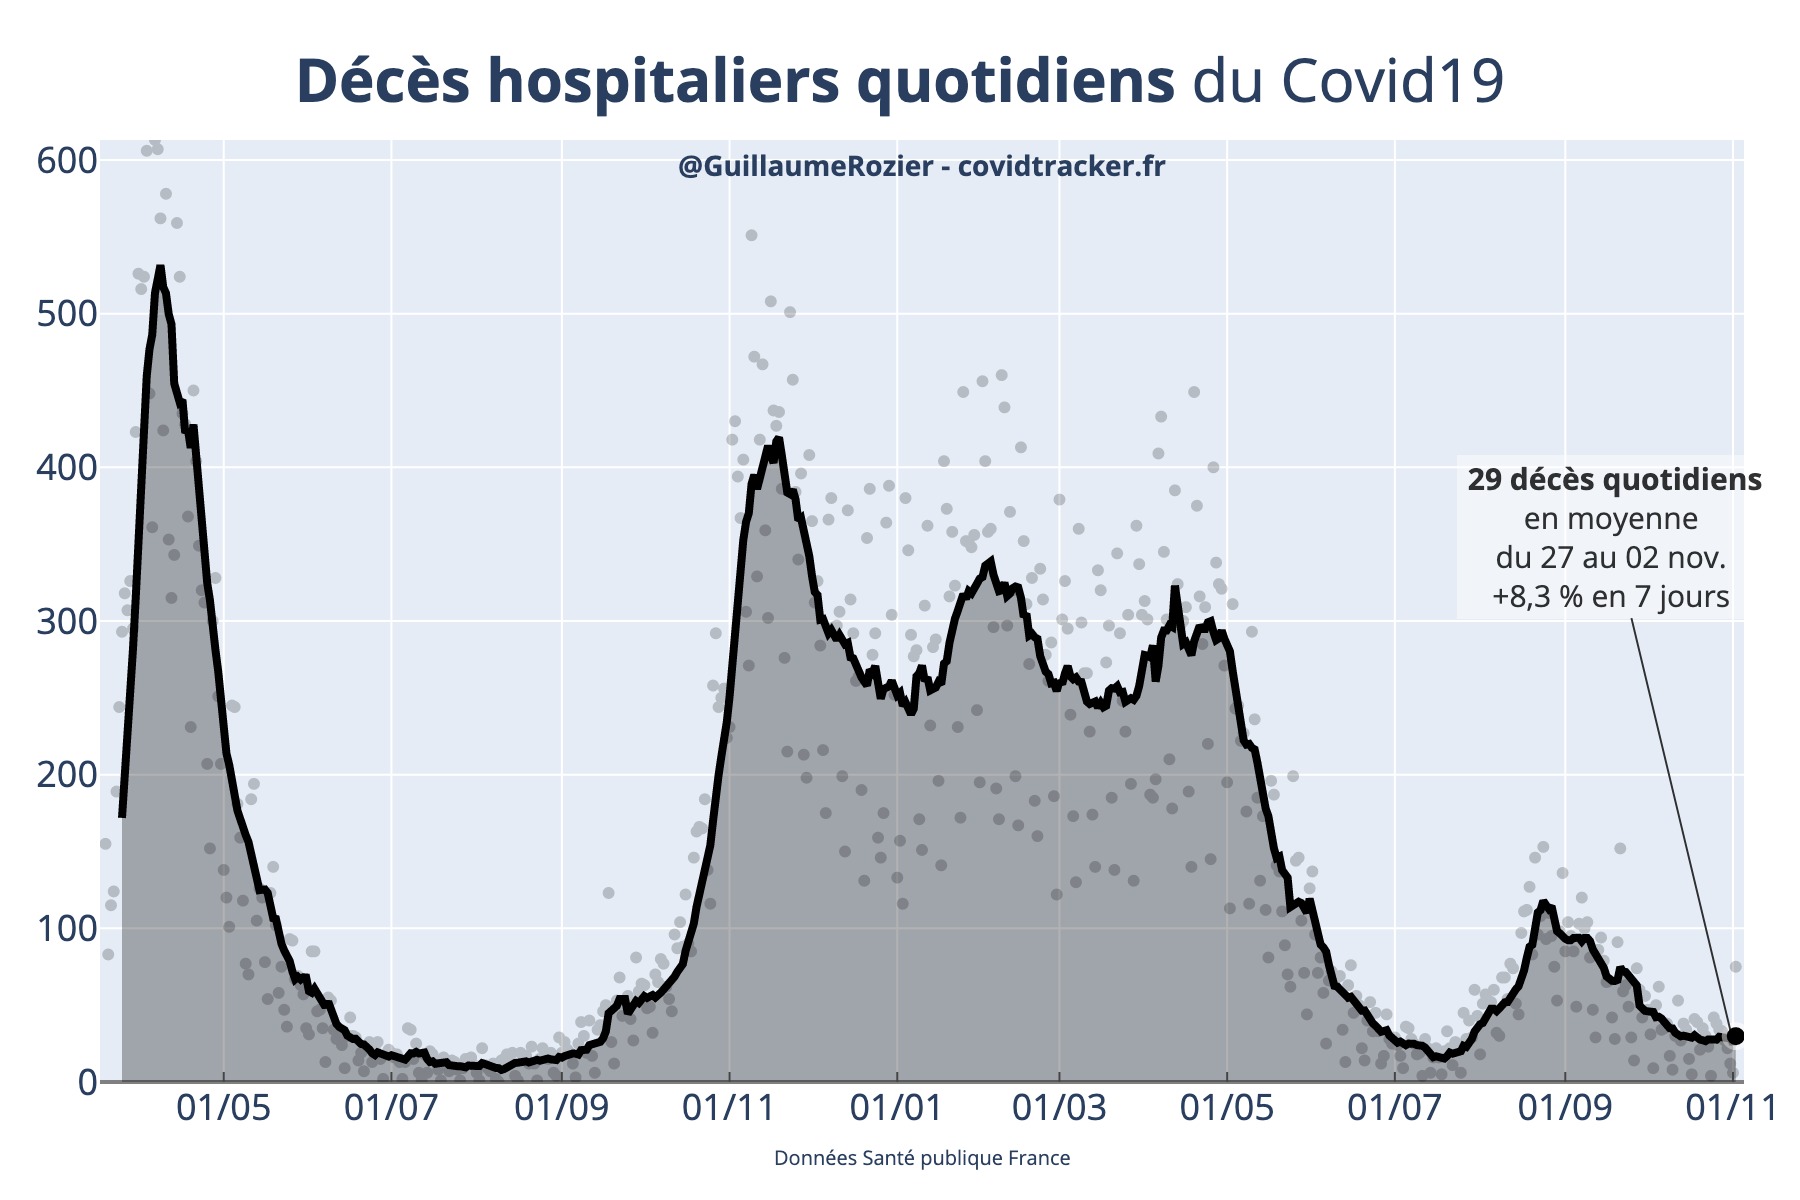 Décès hospitaliers quotidiens du Covid19
@GuillaumeRozier - covidtracker.fr
600
500
400
300
200
100
0
29 décès quotidiens
en moyenne
du 27 au 02 nov.
+8,3 % en 7 jours
01/05 01/07 01/09 01/11 01/01 01/03 01/05 01/07 01/09 01/11
Données Santé publique France